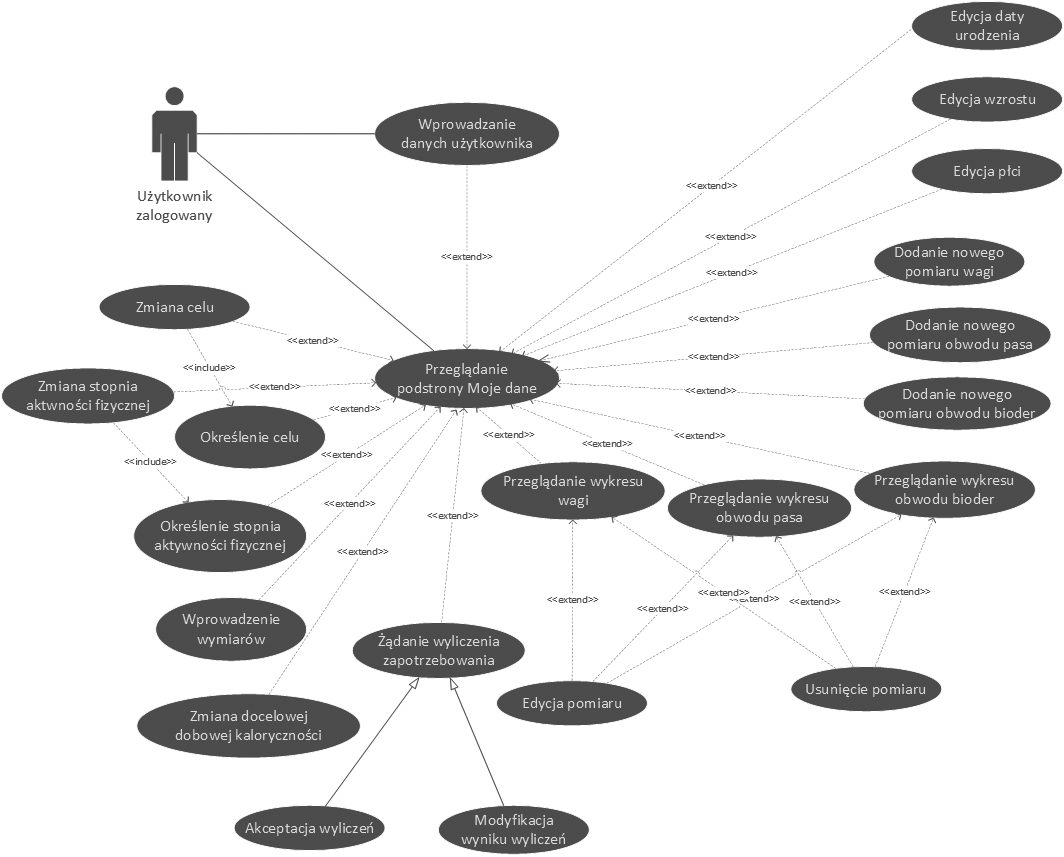 Edycja daty
urodzenia
Edycja wzrostu
Wprowadzanie
danych użytkownika
Edycja płci
Użytkownik
zalogowany
<<extend>>
<<extend>>
<<extend>>
<<extend>>
Dodanie nowego
pomiaru wagi
<<extend>>
Zmiana celu
<<extend>>
Dodanie nowego
pomiaru obwodu pasa
<<extend>>
<<extend>>
<<include>>
Przeglądanie
podstrony Moje dane
Zmiana stopnia
aktwności fizycznej
<<extend>>
<<extend>>
Dodanie nowego
pomiaru obwodu bioder
<<extend>>
Określenie celu
<<extend>>
<<extend>>
<<extend>>
<<include>>
<<extend>>
Przeglądanie wykresu
wagi
Przeglądanie wykresu
obwodu pasa
Przeglądanie wykresu
obwodu bioder
<<extend>>
<<extend>>
Określenie stopnia
aktywności fizycznej
<<extend>>
<<extend>>
<<extend>>
<<extend>>
<<extend>>
<<extend>>
<<extend>>
Wprowadzenie
wymiarów
Żądanie wyliczenia
zapotrzebowania
Edycja pomiaru
Usunięcie pomiaru
Zmiana docelowej
dobowej kaloryczności
Akceptacja wyliczeń
Modyfikacja
wyniku wyliczeń